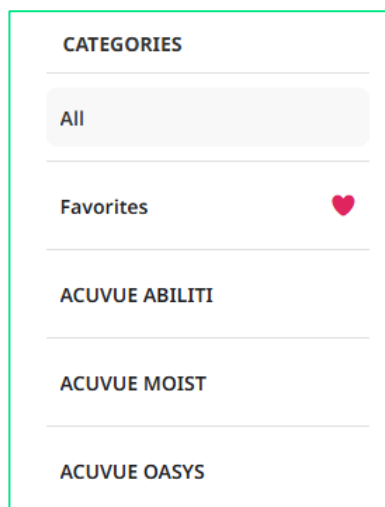 CATEGORIES
All
Favorites
ACUVUE ABILITI
ACUVUE MOIST
ACUVUE OASYS